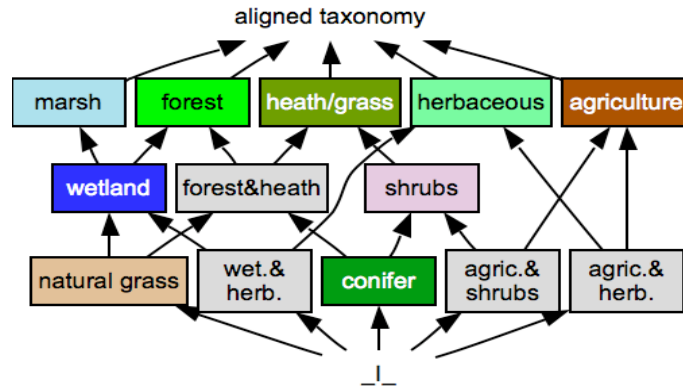 aligned taxonomy
marsh
forest
heath/grass
herbaceous
agriculture
wetland
forest&heath
shrubs
natural grass
wet.&
herb.
conifer
agric.&
shrubs
agric.&
herb.
_|_